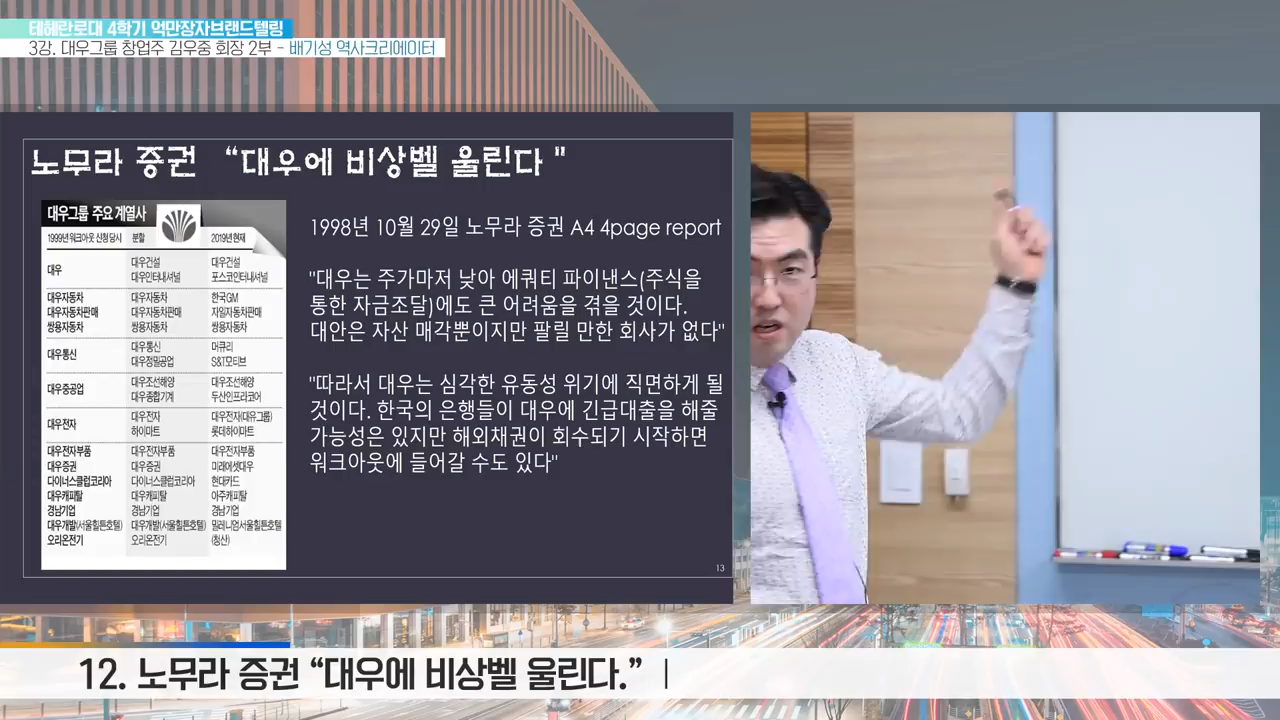 테헤란로대 4학기 억만장자브랜드텔링
3강. 대우그룹 창업주 김우중 회장 2부 - 배기성 역사크리에이터
노무라 증권 “대우에 비상벨 울린다”
대우그룹 주요 계열사
1999년 워크아웃 신청 당시 분할 2019년 현재
대우 대우건설 대우건설
대우인터내셔널 포스코인터내셔널
대우자동차 대우자동차 한국GM
대우자동차판매 대우자동차판매 자일자동차판매
쌍용자동차 쌍용자동차 쌍용자동차
대우통신 대우통신 머큐리
대우정밀공업 S&T모티브
대우중공업 대우조선해양 대우조선해양
대우종합기계 두산인프라코어
대우전자 대우전자 대우전자(대유그룹)
하이마트 롯데하이마트
대우전자부품 대우전자부품 대우전자부품
대우증권 대우증권 미래에셋대우
다이너스클럽코리아 다이너스클럽코리아 현대카드
대우캐피탈 대우캐피탈 아주캐피탈
경남기업 경남기업 경남기업
대우개발(서울힐튼호텔) 대우개발(서울힐튼호텔) 밀레니엄서울힐튼호텔
오리온전기 오리온전기 (청산)
1998년 10월 29일 노무라 증권 A4 4page report
"대우는 주가마저 낮아 에쿼티 파이낸스(주식을
통한 자금조달)에도 큰 어려움을 겪을 것이다.
대안은 자산 매각뿐이지만 팔릴 만한 회사가 없다"
"따라서 대우는 심각한 유동성 위기에 직면하게 될
것이다. 한국의 은행들이 대우에 긴급대출을 해줄
가능성은 있지만 해외채권이 회수되기 시작하면
워크아웃에 들어갈 수도 있다"
13
12. 노무라 증권 “대우에 비상벨 울린다.”